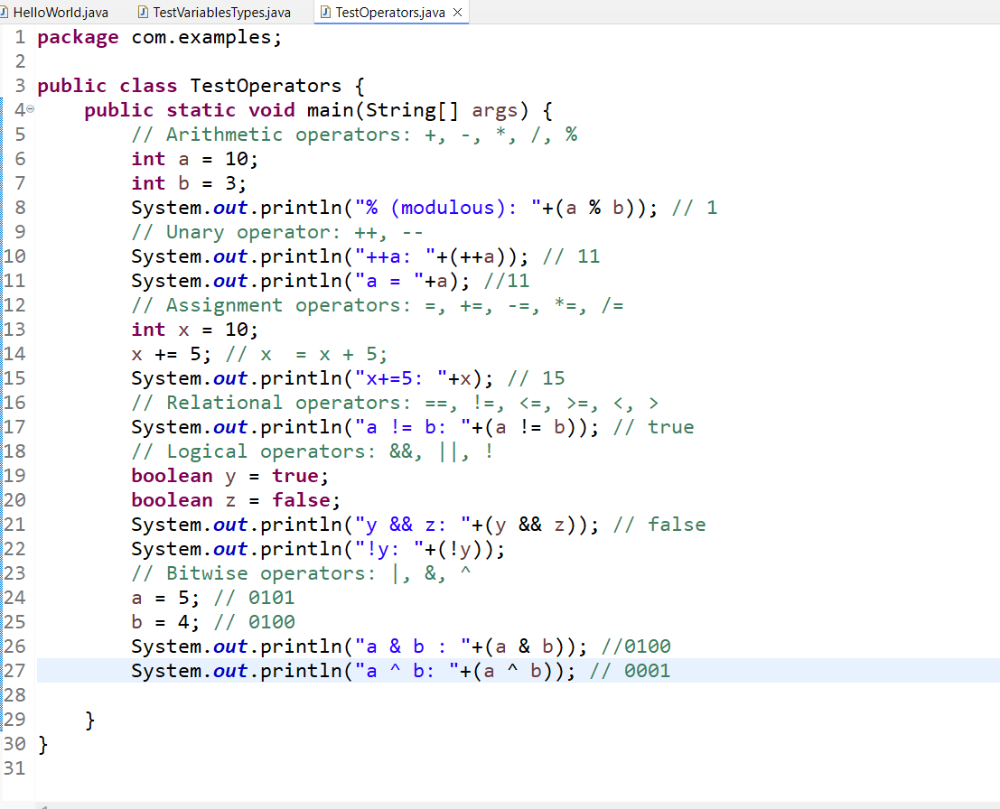 HelloWorld.java TestVariablesTypes.java TestOperators.java
1 package com.examples;
2
3 public class TestOperators {
4 public static void main(String[] args) {
5 // Arithmetic operators: +, -, *, /, %
6 int a = 10;
7 int b = 3;
8 System.out.println("% (modulous): "+(a % b)); // 1
9 // Unary operator: ++, --
10 System.out.println("++a: "+(++a)); // 11
11 System.out.println("a = "+a); //11
12 // Assignment operators: =, +=, -=, *=, /=
13 int x = 10;
14 x += 5; // x  = x + 5;
15 System.out.println("x+=5: "+x); // 15
16 // Relational operators: ==, !=, <=, >=, <, >
17 System.out.println("a != b: "+(a != b)); // true
18 // Logical operators: &&, ||, !
19 boolean y = true;
20 boolean z = false;
21 System.out.println("y && z: "+(y && z)); // false
22 System.out.println("!y: "+(!y));
23 // Bitwise operators: |, &, ^
24 a = 5; // 0101
25 b = 4; // 0100
26 System.out.println("a & b : "+(a & b)); //0100
27 System.out.println("a ^ b: "+(a ^ b)); // 0001
28
29 }
30 }
31